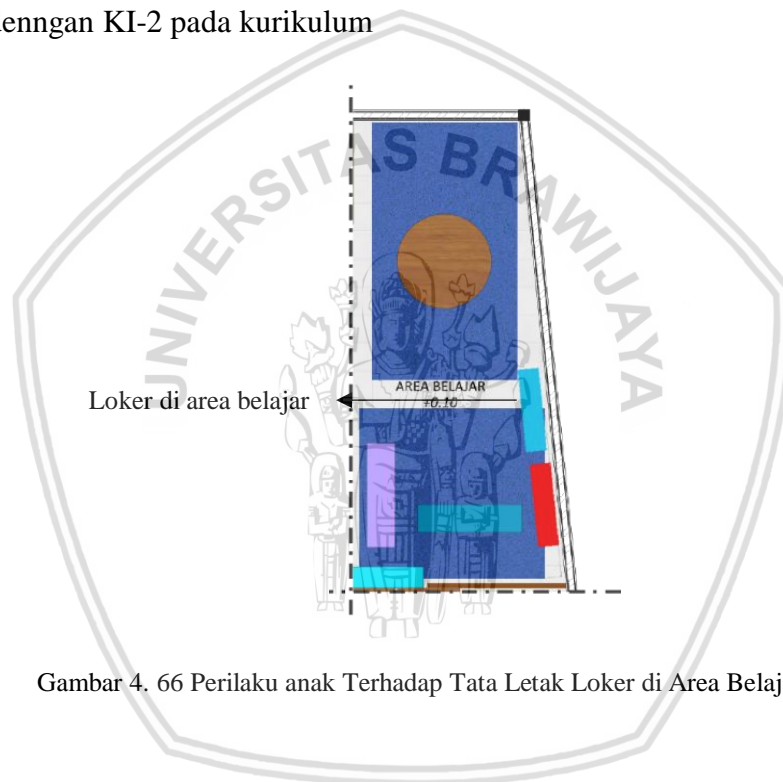 denngan KI-2 pada kurikulum
UNIVERSITAS BRAWIJAYA
AREA BELAJAR
+0.10
Loker di area belajar
Gambar 4. 66 Perilaku anak Terhadap Tata Letak Loker di Area Belaj